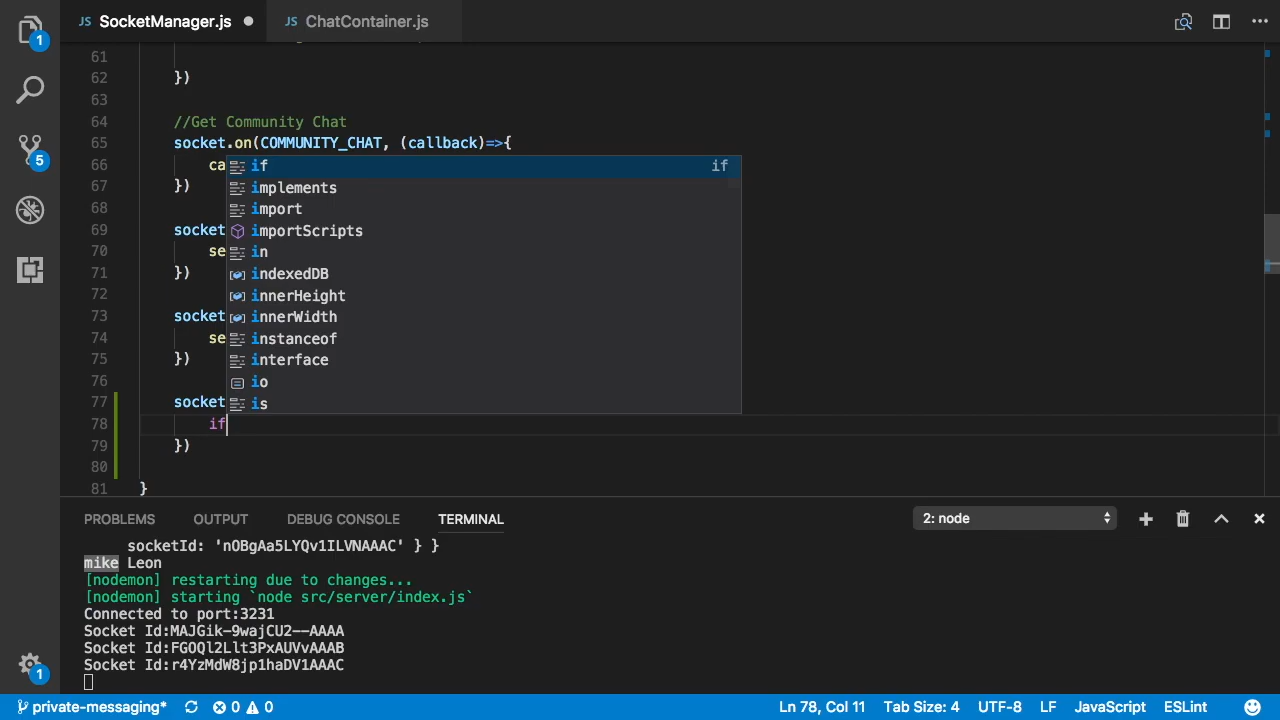 JS SocketManager.js
JS ChatContainer.js
1
5
1
61
62 })
63
64 //Get Community Chat
65 socket.on(COMMUNITY_CHAT, (callback)=>{
66 ca
67 })
68
69 socket
70 se
71 })
72
73 socket
74 se
75 })
76
77 socket
78 if
79 })
80
81 }
if if
implements
import
importScripts
in
indexedDB
innerHeight
innerWidth
instanceof
interface
io
is
PROBLEMS OUTPUT DEBUG CONSOLE TERMINAL 2: node
socketId: 'nOBgAa5LYQv1ILVNAAAC' } }
mike Leon
[nodemon] restarting due to changes...
[nodemon] starting `node src/server/index.js`
Connected to port:3231
Socket Id:MAJGik-9wajCU2--AAAA
Socket Id:FGOQl2Llt3PxAUVvAAAB
Socket Id:r4YzMdW8jp1haDV1AAAC
private-messaging* 0 0 Ln 78, Col 11 Tab Size: 4 UTF-8 LF JavaScript ESLint